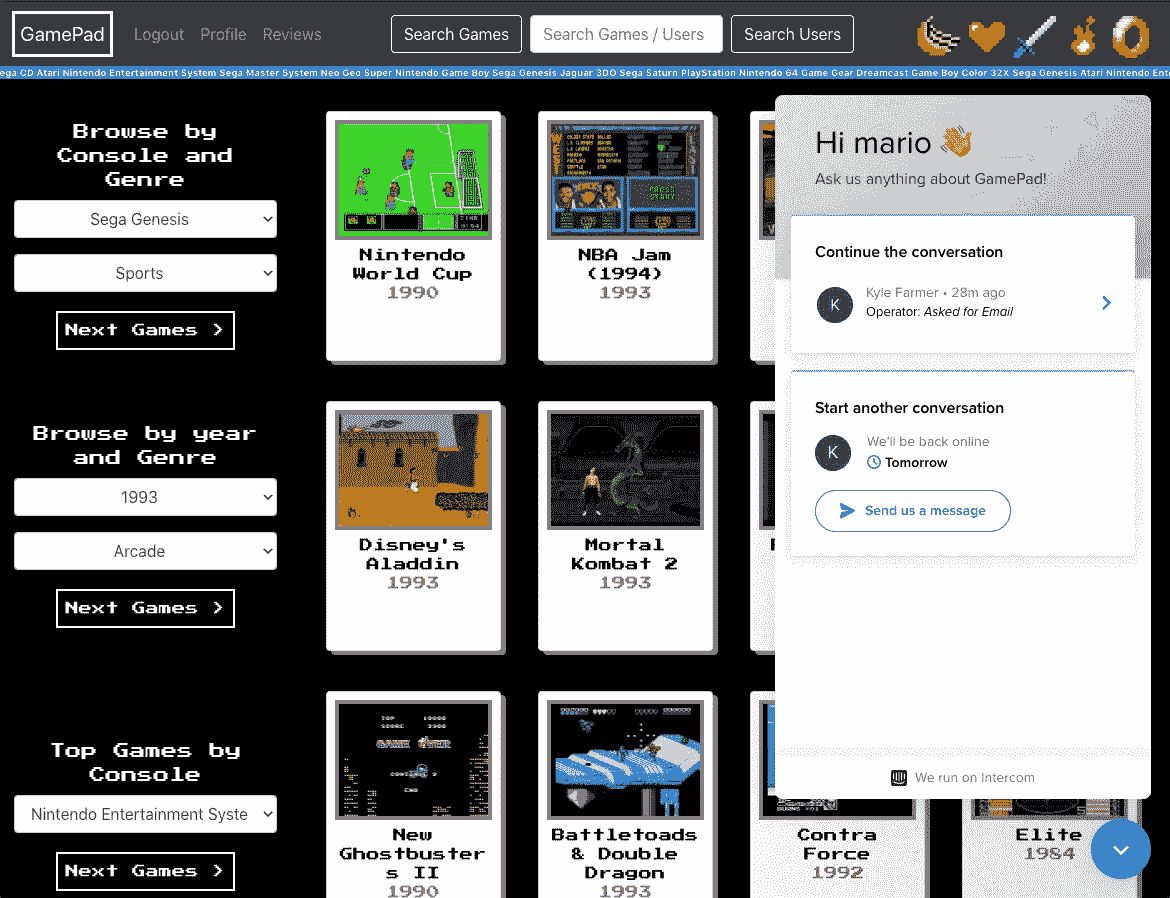 GamePad
Logout
Profile
Reviews
Search Games
Search Games / Users
Search Users
ega CD Atari Nintendo Entertainment System Sega Master System Neo Geo Super Nintendo Game Boy Sega Genesis Jaguar 3DO Sega Saturn PlayStation Nintendo 64 Game Gear Dreamcast Game Boy Color 32X Sega Genesis Atari Nintendo Ente
Browse by
Console and
Genre
Sega Genesis
Sports
Next Games >
Nintendo
World Cup
1990
NBA Jam
(1994)
1993
Browse by year
and Genre
1993
Arcade
Next Games >
Disney's
Aladdin
1993
Mortal
Kombat 2
1993
Top Games by
Console
Nintendo Entertainment Syste
Next Games >
GAME OVER
New
Ghostbuster
s II
1990
Battletoads
& Double
Dragon
1993
Contra
Force
1992
Elite
1984
Hi mario 👋
Ask us anything about GamePad!
Continue the conversation
K
Kyle Farmer • 28m ago
Operator: Asked for Email
Start another conversation
K
We'll be back online
Tomorrow
Send us a message
We run on Intercom